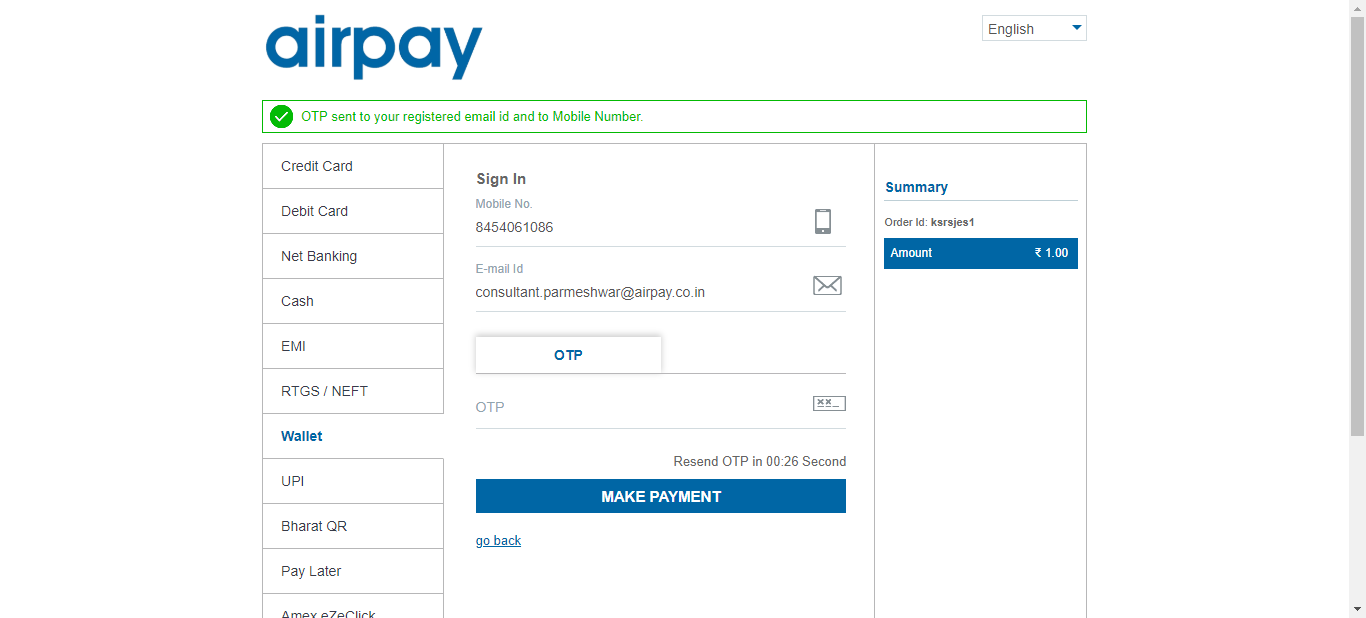 airpay
English
OTP sent to your registered email id and to Mobile Number.
Credit Card
Debit Card
Net Banking
Cash
EMI
RTGS / NEFT
Wallet
UPI
Bharat QR
Pay Later
Amex eZeClick
Sign In
Mobile No.
8454061086
E-mail Id
consultant.parmeshwar@airpay.co.in
OTP
OTP
Resend OTP in 00:26 Second
MAKE PAYMENT
go back
Summary
Order Id: ksrsjes1
Amount ₹ 1.00